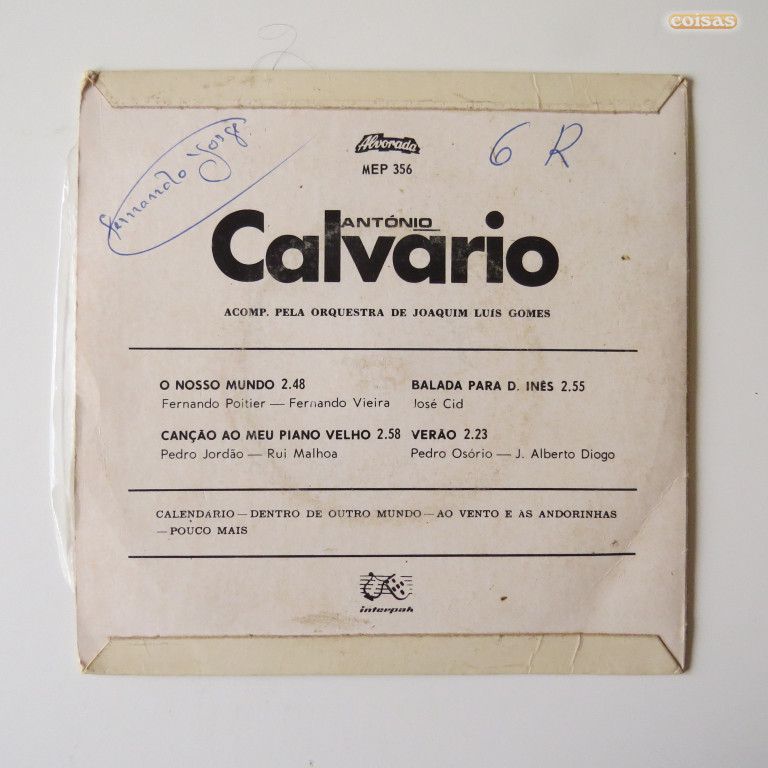 coisas
Fernando Jorge
Alvorada
6 R
MEP 356
ANTÓNIO
Calvario
ACOMP. PELA ORQUESTRA DE JOAQUIM LUÍS GOMES
O NOSSO MUNDO 2.48
Fernando Poitier — Fernando Vieira
CANÇÃO AO MEU PIANO VELHO 2.58
Pedro Jordão — Rui Malhoa
BALADA PARA D. INÊS 2.55
José Cid
VERÃO 2.23
Pedro Osório — J. Alberto Diogo
CALENDARIO — DENTRO DE OUTRO MUNDO — AO VENTO E ÀS ANDORINHAS
— POUCO MAIS
interpak